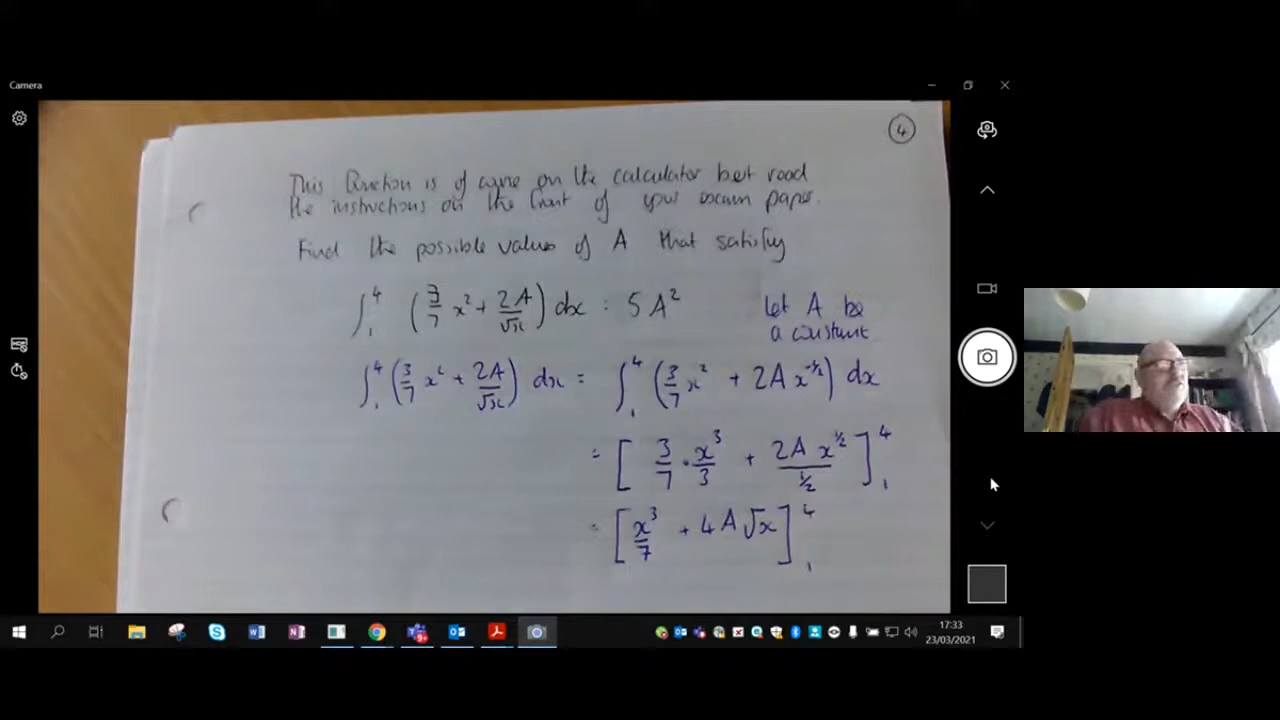 Camera
4
This Question is of course on the calculator but read
the instructions on the front of your exam paper.
Find the possible values of A that satisfy
∫₁⁴ (3/7 x² + 2A/√x) dx = 5A²
let A be
a constant
∫₁⁴ (3/7 x² + 2A/√x) dx = ∫₁⁴ (3/7 x² + 2A x^(-1/2)) dx
= [3/7 · x³/3 + 2A x^(1/2)/(1/2)]₁⁴
= [x³/7 + 4A√x]₁⁴
17:33
23/03/2021